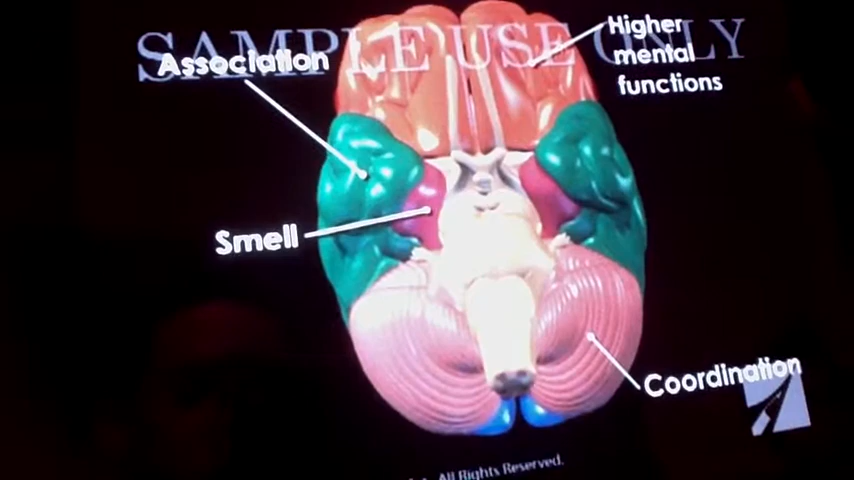 SAMPLE USE ONLY
Association
Higher
mental
functions
Smell
Coordination
All Rights Reserved.